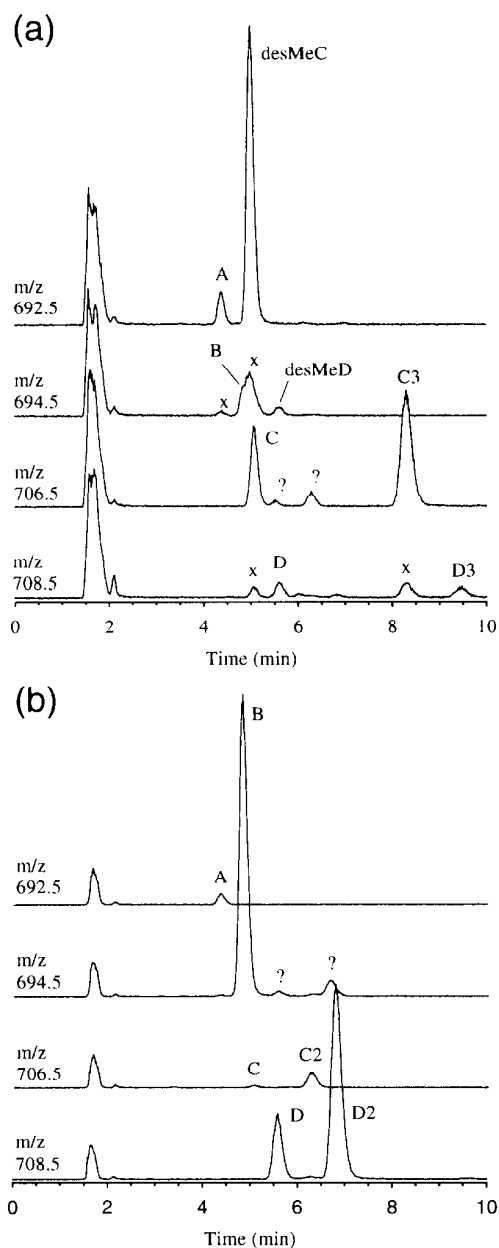 (a)
desMeC
A
m/z
692.5
B
x
x
desMeD
C3
m/z
694.5
C
?
?
m/z
706.5
x
D
x
D3
m/z
708.5
0 2 4 6 8 10
Time (min)
(b)
B
m/z
692.5
A
m/z
694.5
?
?
m/z
706.5
C
C2
D
D2
m/z
708.5
0 2 4 6 8 10
Time (min)